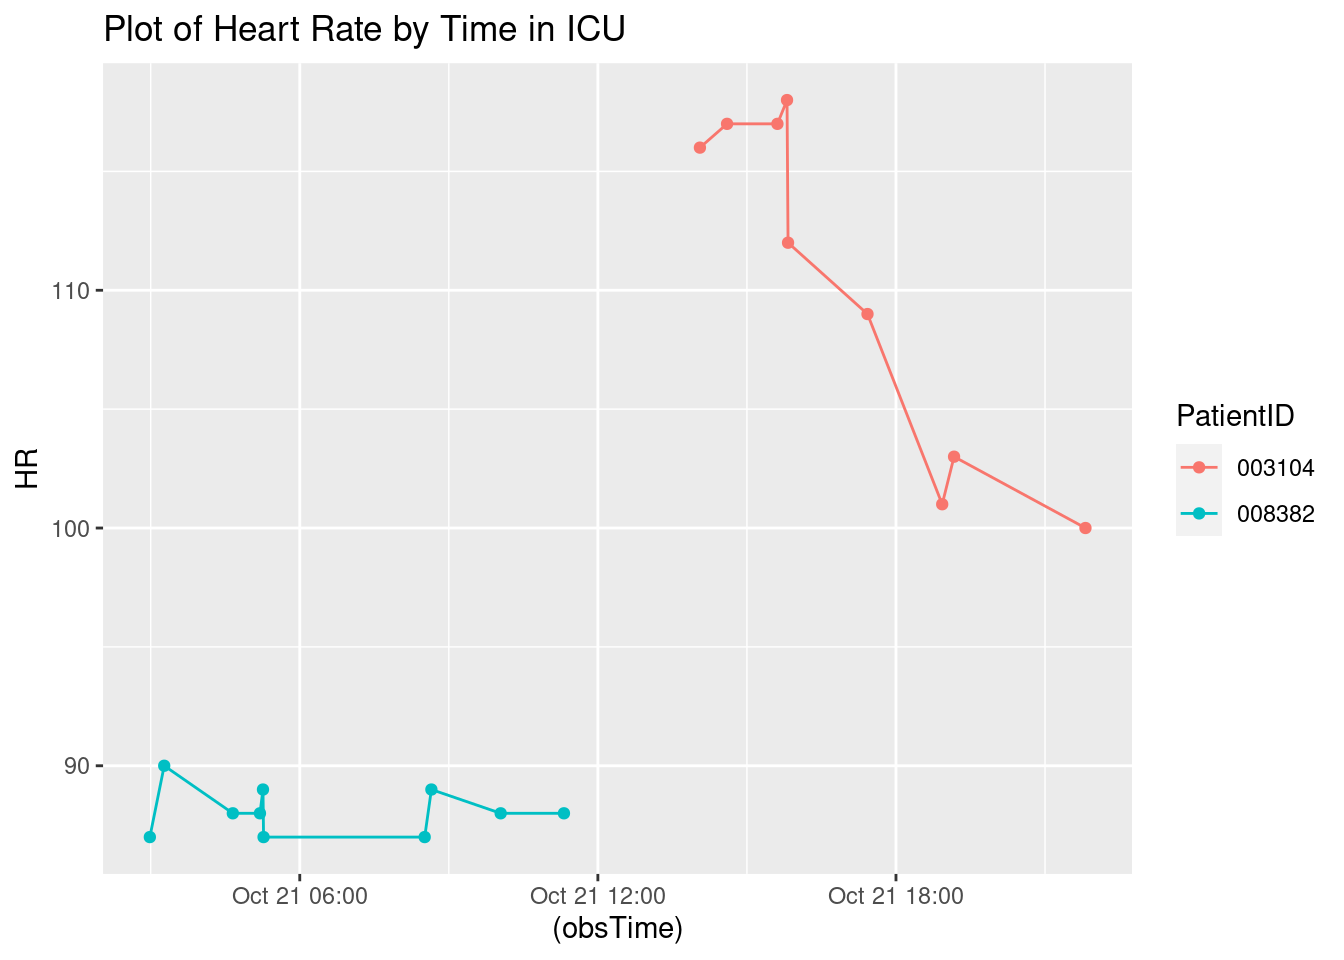 Plot of Heart Rate by Time in ICU
HR
110
100
90
Oct 21 06:00
Oct 21 12:00
Oct 21 18:00
(obsTime)
PatientID
003104
008382